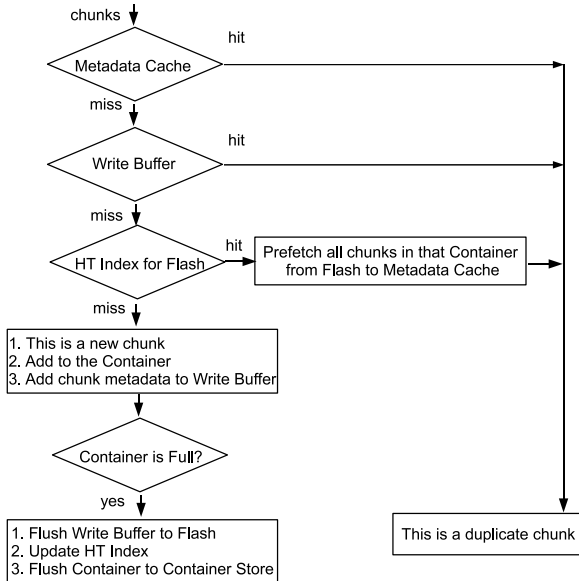 chunks
hit
Metadata Cache
miss
hit
Write Buffer
miss
hit
HT Index for Flash
Prefetch all chunks in that Container
from Flash to Metadata Cache
miss
1. This is a new chunk
2. Add to the Container
3. Add chunk metadata to Write Buffer
Container is Full?
yes
1. Flush Write Buffer to Flash
2. Update HT Index
3. Flush Container to Container Store
This is a duplicate chunk